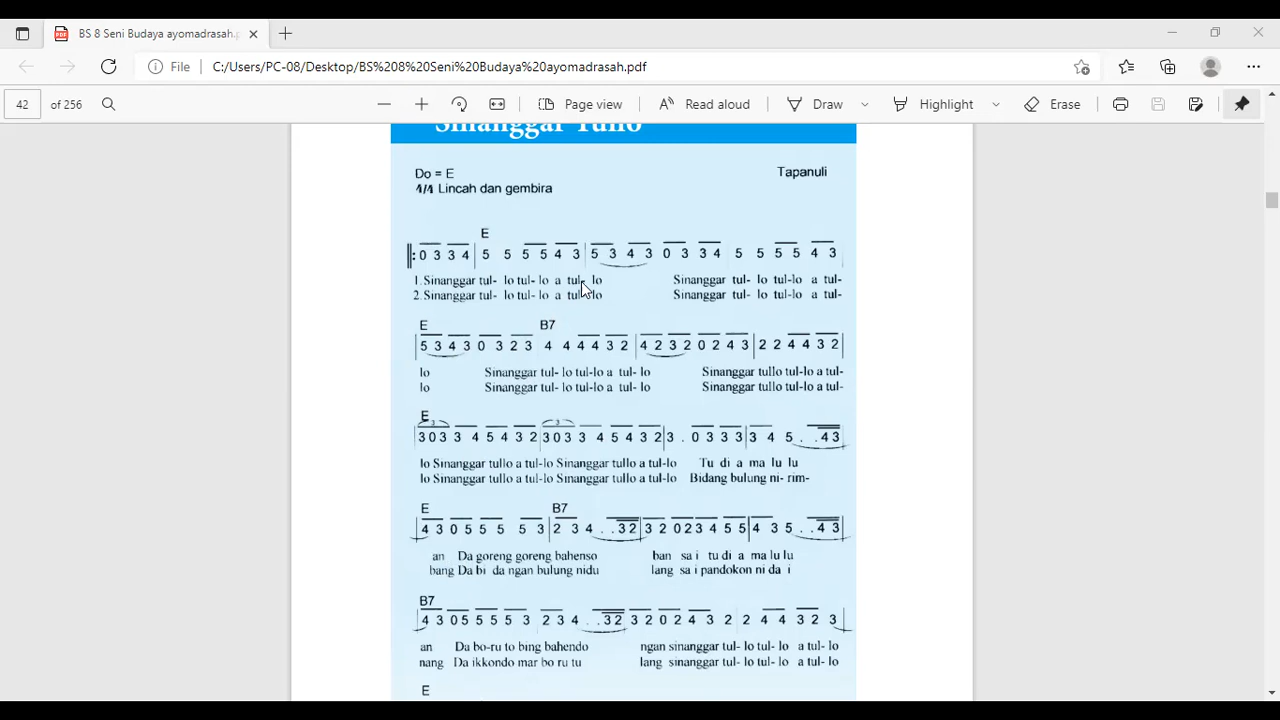 BS 8 Seni Budaya ayomadrasah.p
File C:/Users/PC-08/Desktop/BS%208%20Seni%20Budaya%20ayomadrasah.pdf
42 of 256 Page view Read aloud Draw Highlight Erase
Sinanggar Tullo
Do = E Tapanuli
4/4 Lincah dan gembira
E
0 3 3 4 5 5 5 5 4 3 5 3 4 3 0 3 3 4 5 5 5 5 4 3
1. Sinanggar tul- lo tul- lo a tul- lo Sinanggar tul- lo tul-lo a tul-
2. Sinanggar tul- lo tul- lo a tul- lo Sinanggar tul- lo tul-lo a tul-
E B7
5 3 4 3 0 3 2 3 4 4 4 4 3 2 4 2 3 2 0 2 4 3 2 2 4 4 3 2
lo Sinanggar tul- lo tul-lo a tul- lo Sinanggar tullo tul-lo a tul-
lo Sinanggar tul- lo tul-lo a tul- lo Sinanggar tullo tul-lo a tul-
E
3 3
3 0 3 3 4 5 4 3 2 3 0 3 3 4 5 4 3 2 3 . 0 3 3 3 3 4 5 . . 4 3
lo Sinanggar tullo a tul-lo Sinanggar tullo a tul-lo Tu di a ma lu lu
lo Sinanggar tullo a tul-lo Sinanggar tullo a tul-lo Bidang bulung ni- rim-
E B7
4 3 0 5 5 5 5 3 2 3 4 . . 3 2 3 2 0 2 3 4 5 5 4 3 5 . . 4 3
an Da goreng goreng bahenso ban sa i tu di a ma lu lu
bang Da bi da ngan bulung nidu lang sa i pandokon ni da i
B7
4 3 0 5 5 5 5 3 2 3 4 . . 3 2 3 2 0 2 4 3 2 2 4 4 3 2 3
an Da bo-ru to bing bahendo ngan sinanggar tul- lo tul- lo a tul- lo
nang Da ikkondo mar bo ru tu lang sinanggar tul- lo tul- lo a tul- lo
E